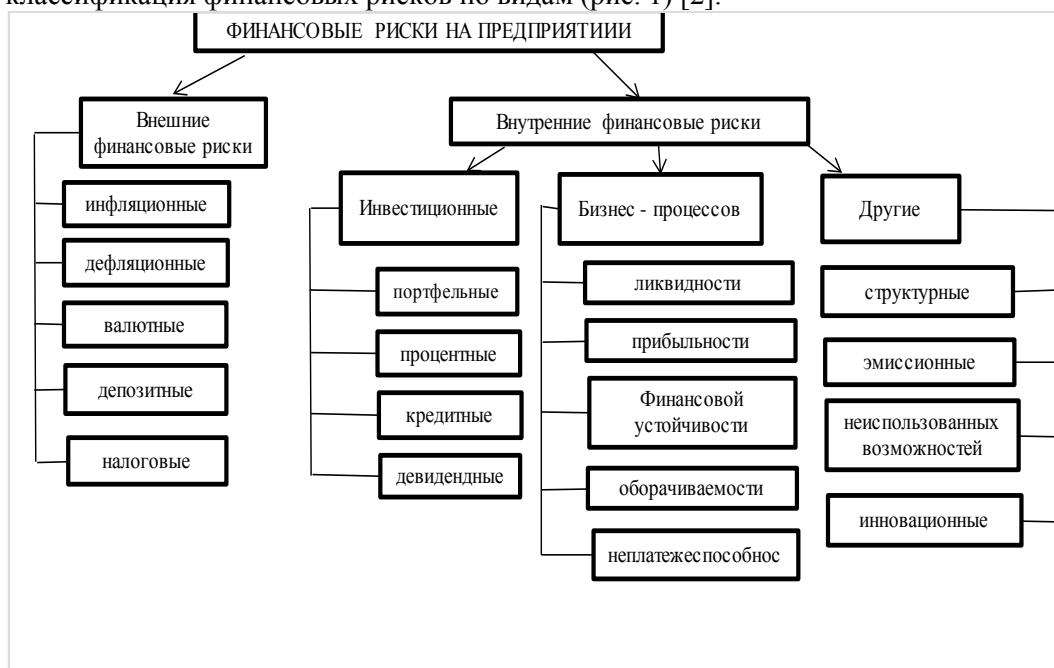 классификация финансовых рисков по видам (рис. 1) [2].
ФИНАНСОВЫЕ РИСКИ НА ПРЕДПРИЯТИИИ
Внешние
финансовые риски
инфляционные
дефляционные
валютные
депозитные
налоговые
Внутренние финансовые риски
Инвестиционные
портфельные
процентные
кредитные
девидендные
Бизнес - процессов
ликвидности
прибыльности
Финансовой
устойчивости
оборачиваемости
неплатежеспособнос
Другие
структурные
эмиссионные
неиспользованных
возможностей
инновационные